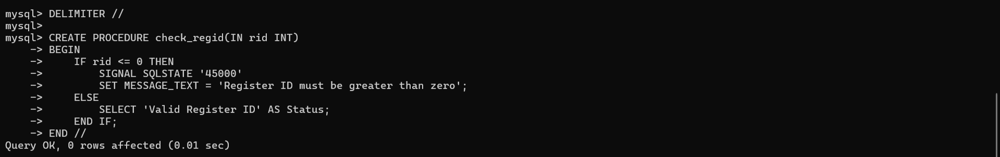 mysql> DELIMITER //
mysql>
mysql> CREATE PROCEDURE check_regid(IN rid INT)
    -> BEGIN
    ->     IF rid <= 0 THEN
    ->         SIGNAL SQLSTATE '45000'
    ->         SET MESSAGE_TEXT = 'Register ID must be greater than zero';
    ->     ELSE
    ->         SELECT 'Valid Register ID' AS Status;
    ->     END IF;
    -> END //
Query OK, 0 rows affected (0.01 sec)